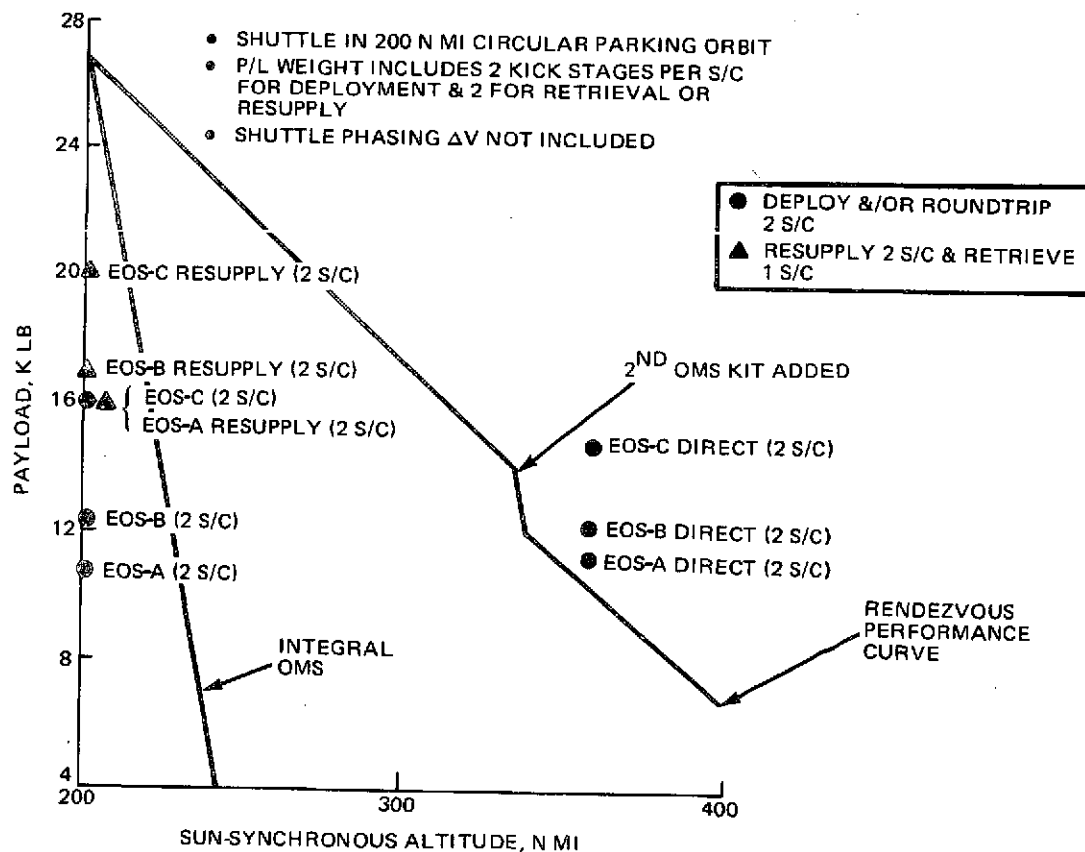 28
• SHUTTLE IN 200 N MI CIRCULAR PARKING ORBIT
• P/L WEIGHT INCLUDES 2 KICK STAGES PER S/C
FOR DEPLOYMENT & 2 FOR RETRIEVAL OR
RESUPPLY
• SHUTTLE PHASING ΔV NOT INCLUDED
24
● DEPLOY &/OR ROUNDTRIP
2 S/C
▲ RESUPPLY 2 S/C & RETRIEVE
1 S/C
20
EOS-C RESUPPLY (2 S/C)
PAYLOAD, K LB
EOS-B RESUPPLY (2 S/C)
16
EOS-C (2 S/C)
EOS-A RESUPPLY (2 S/C)
2ND OMS KIT ADDED
EOS-C DIRECT (2 S/C)
12
EOS-B (2 S/C)
EOS-B DIRECT (2 S/C)
EOS-A (2 S/C)
EOS-A DIRECT (2 S/C)
8
INTEGRAL
OMS
RENDEZVOUS
PERFORMANCE
CURVE
4
200
300
400
SUN-SYNCHRONOUS ALTITUDE, N MI